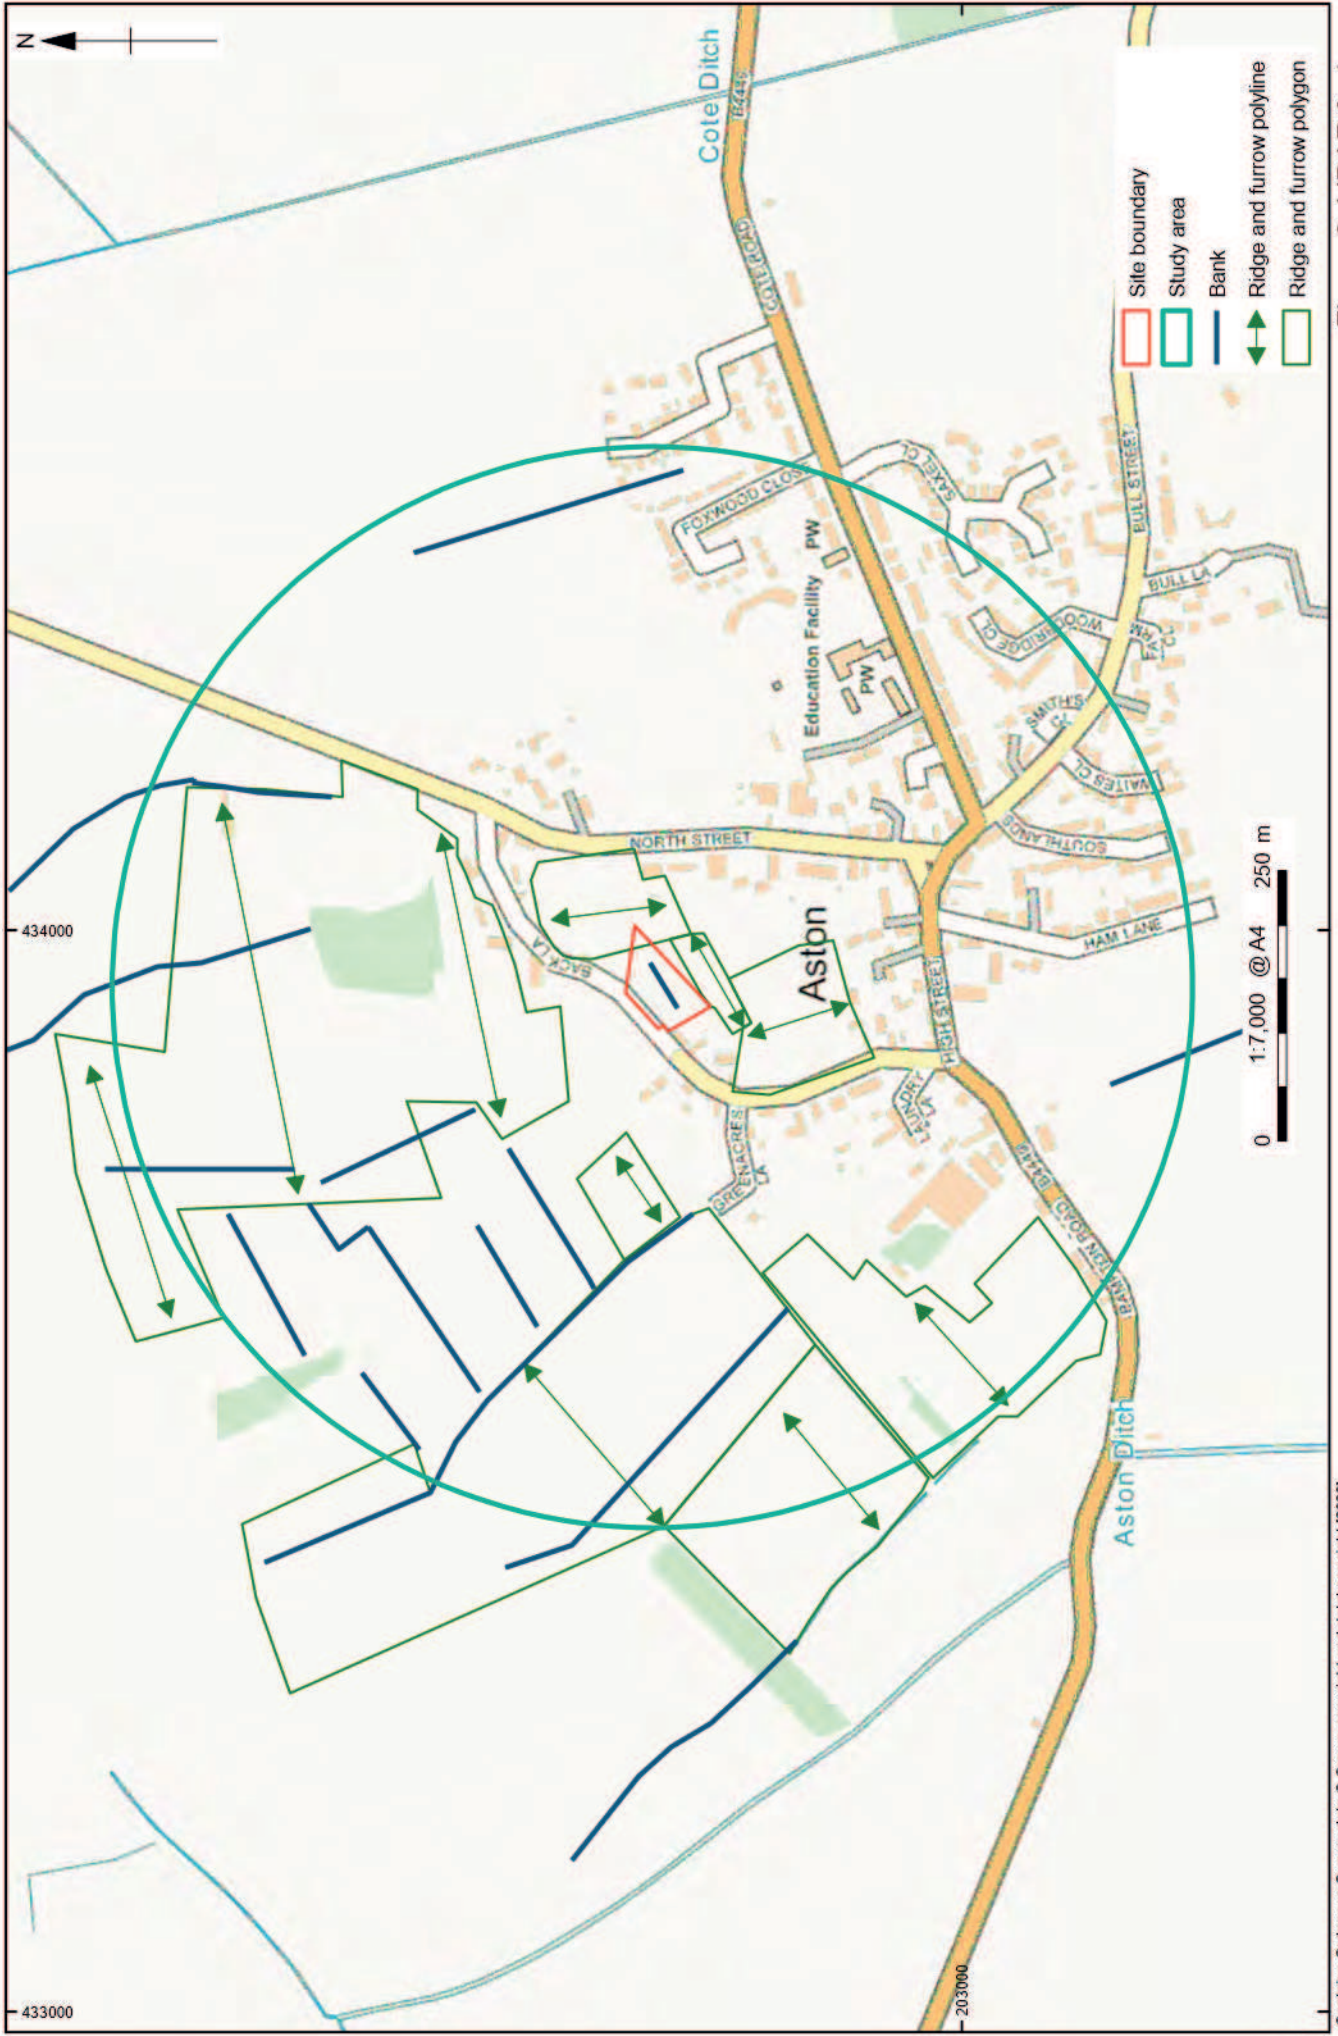 N
434000
433000
203000
Cote Ditch
B4449
COTE ROAD
FOXWOOD CLOSE
SAXEL CL
PW
Education Facility
PW
BULL STREET
BULL LA
WOODBRIDGE CL
FARM CL
SMITH'S CL
WAITES CL
SOUTHLANDS
NORTH STREET
BACK LA
Aston
HAM LANE
HIGH STREET
LAUNDRY LA
GREENACRES LA
BAMPTON ROAD B4449
Aston Ditch
Site boundary
Study area
Bank
Ridge and furrow polyline
Ridge and furrow polygon
0 1:7,000 @A4 250 m